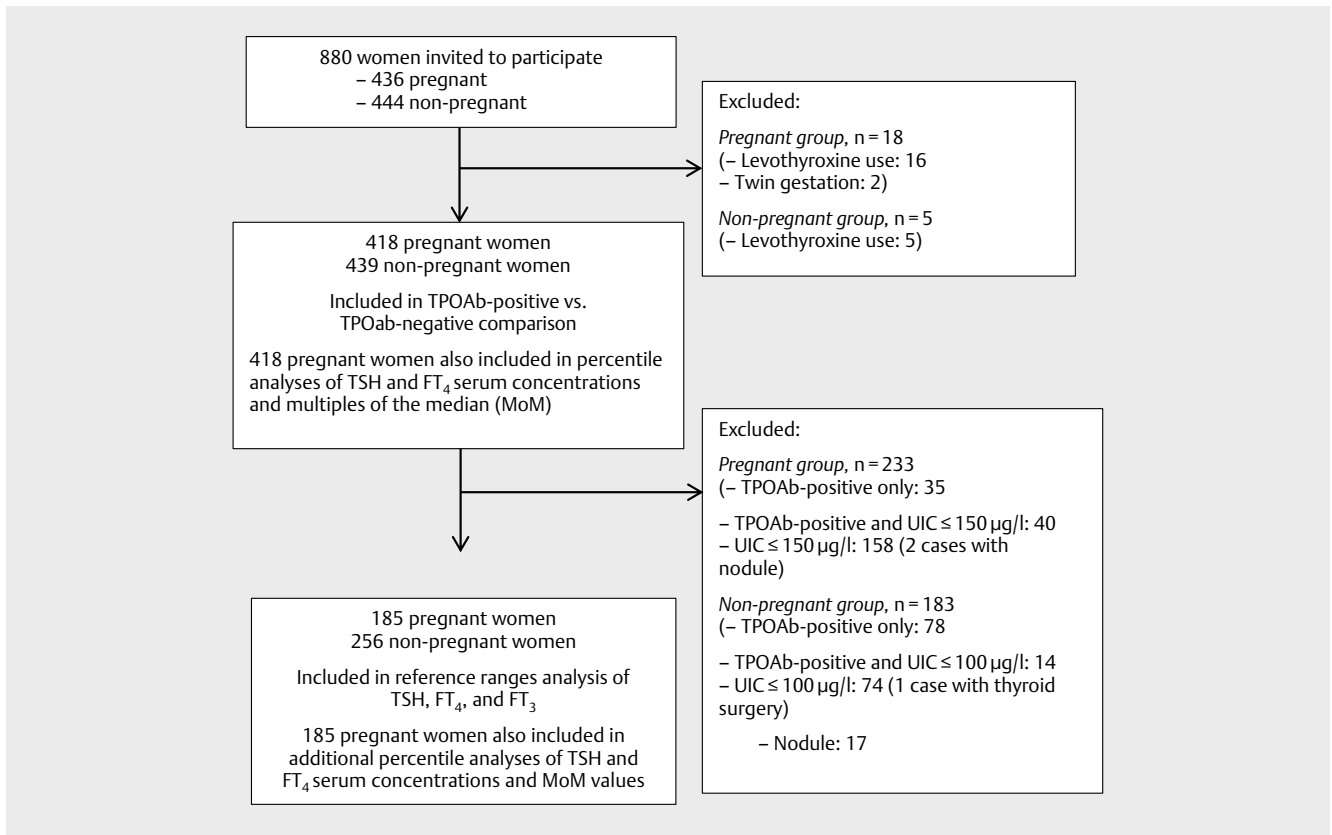 880 women invited to participate
– 436 pregnant
– 444 non-pregnant
Excluded:
Pregnant group, n = 18
(– Levothyroxine use: 16
– Twin gestation: 2)
Non-pregnant group, n = 5
(– Levothyroxine use: 5)
418 pregnant women
439 non-pregnant women
Included in TPOAb-positive vs.
TPOab-negative comparison
418 pregnant women also included in percentile
analyses of TSH and FT4 serum concentrations
and multiples of the median (MoM)
Excluded:
Pregnant group, n = 233
(– TPOAb-positive only: 35
– TPOAb-positive and UIC ≤ 150 µg/l: 40
– UIC ≤ 150 µg/l: 158 (2 cases with
nodule)
Non-pregnant group, n = 183
(– TPOAb-positive only: 78
– TPOAb-positive and UIC ≤ 100 µg/l: 14
– UIC ≤ 100 µg/l: 74 (1 case with thyroid
surgery)
– Nodule: 17
185 pregnant women
256 non-pregnant women
Included in reference ranges analysis of
TSH, FT4, and FT3
185 pregnant women also included in
additional percentile analyses of TSH and
FT4 serum concentrations and MoM values